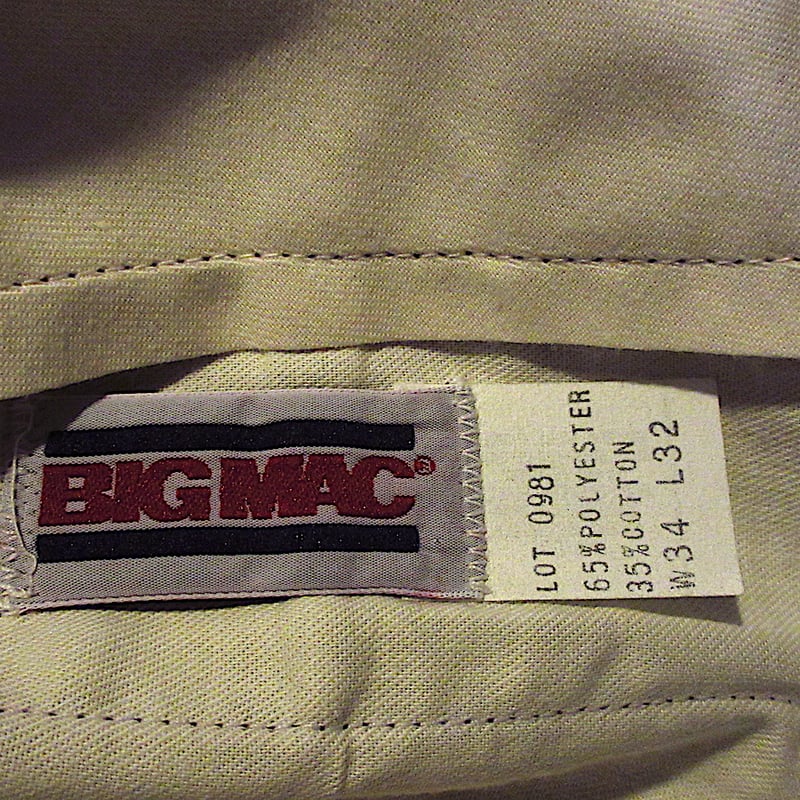 BIG MAC®
LOT 0981
65%POLYESTER
35%COTTON
W34 L32